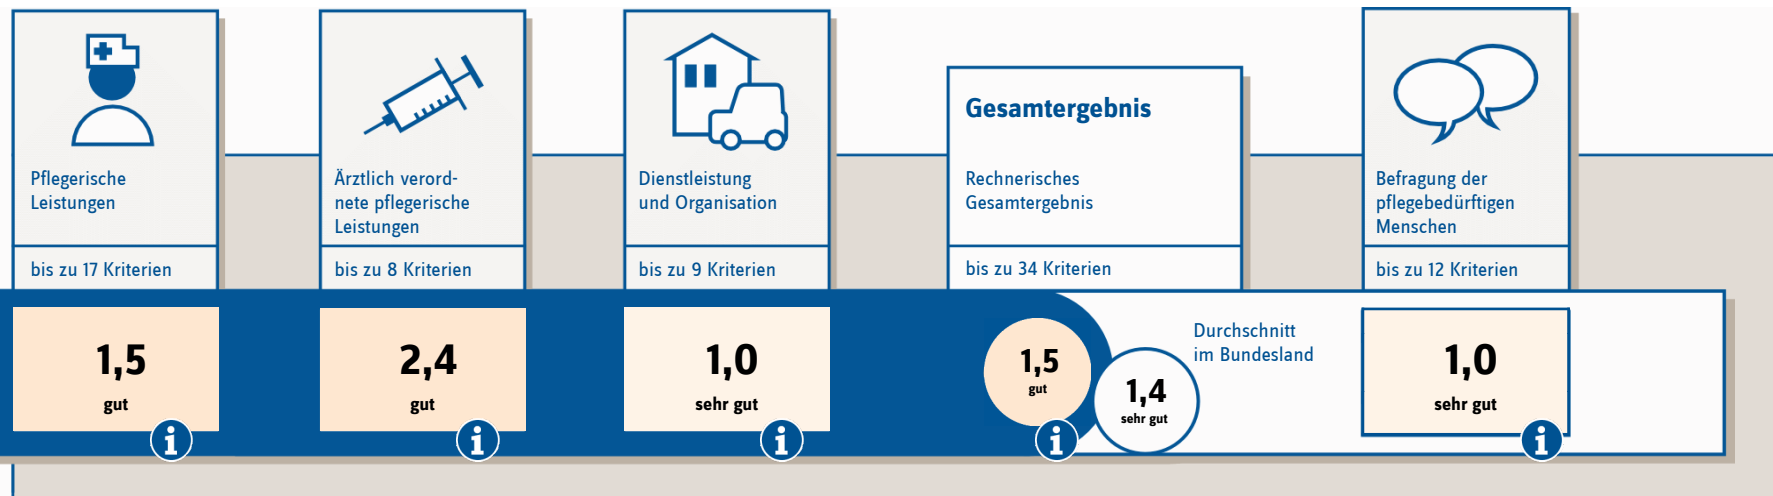 Pflegerische
Leistungen
bis zu 17 Kriterien
1,5
gut
i
Ärztlich verord-
nete pflegerische
Leistungen
bis zu 8 Kriterien
2,4
gut
i
Dienstleistung
und Organisation
bis zu 9 Kriterien
1,0
sehr gut
i
Gesamtergebnis
Rechnerisches
Gesamtergebnis
bis zu 34 Kriterien
1,5
gut
i
1,4
sehr gut
Durchschnitt
im Bundesland
Befragung der
pflegebedürftigen
Menschen
bis zu 12 Kriterien
1,0
sehr gut
i